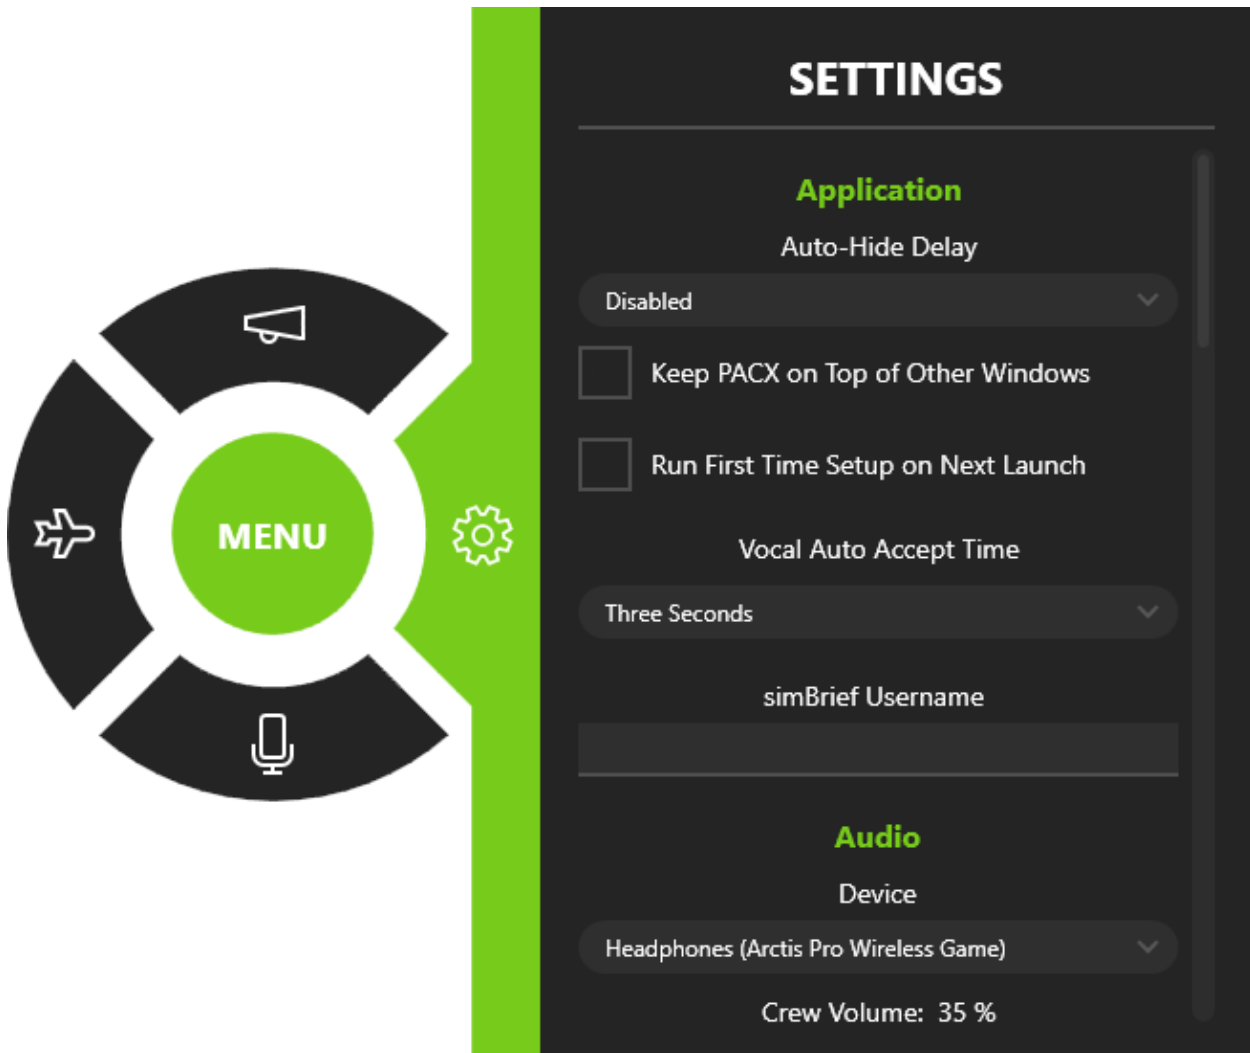 SETTINGS
Application
Auto-Hide Delay
Disabled
Keep PACX on Top of Other Windows
Run First Time Setup on Next Launch
MENU
Vocal Auto Accept Time
Three Seconds
simBrief Username
Audio
Device
Headphones (Arctis Pro Wireless Game)
Crew Volume: 35 %